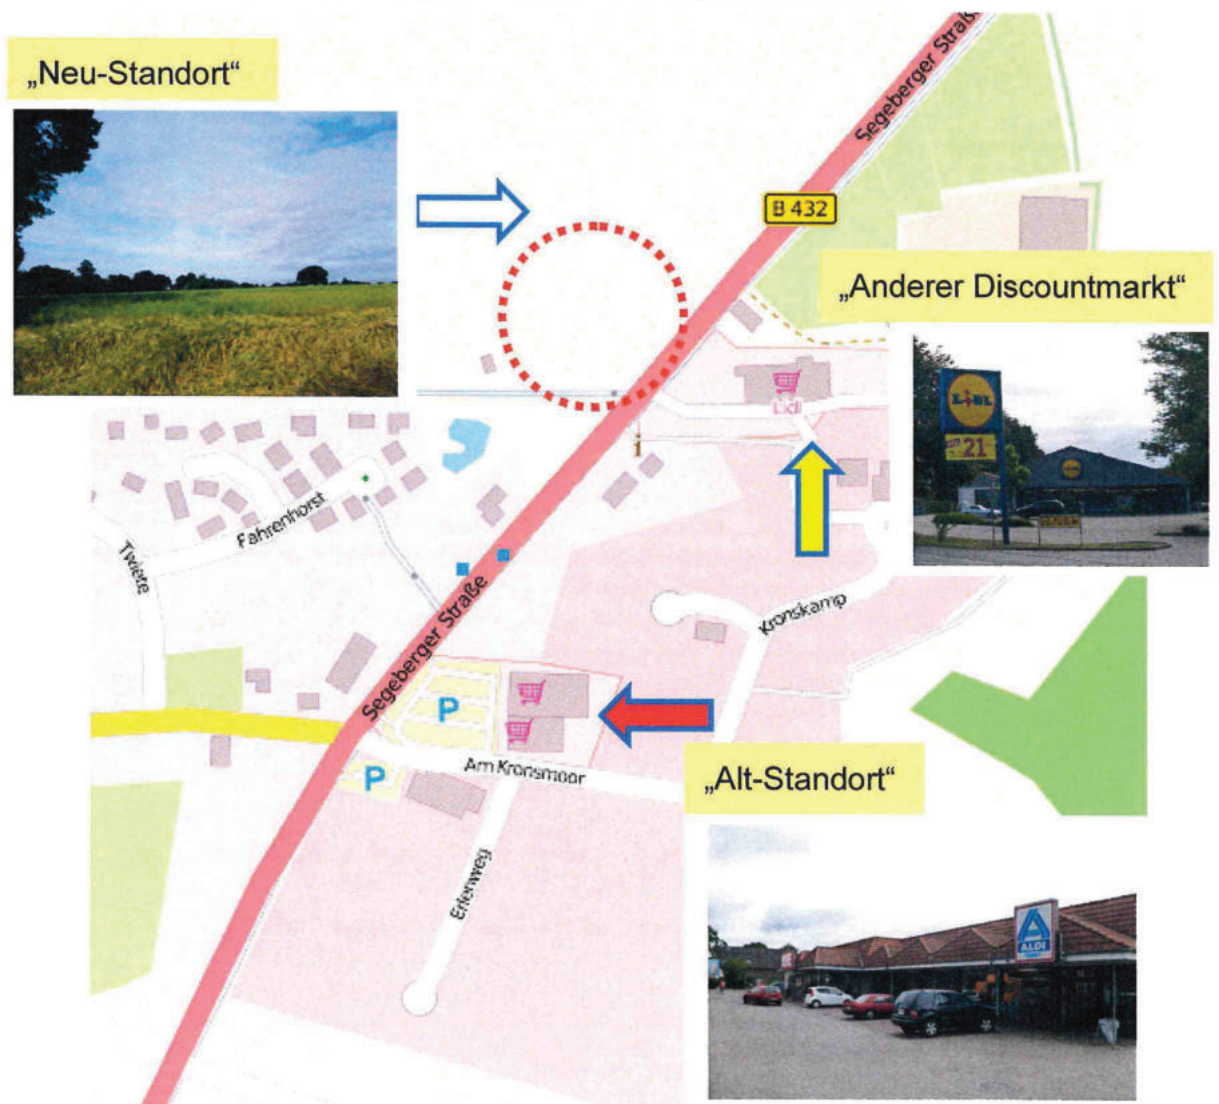 „Neu-Standort“
Segeberger Straße
B 432
„Anderer Discountmarkt“
LIDL
21
Lidl
Fahrenhorst
Twiete
Kronskamp
Segeberger Straße
P
Am Kronsmoor
P
„Alt-Standort“
Erlenweg
ALDI